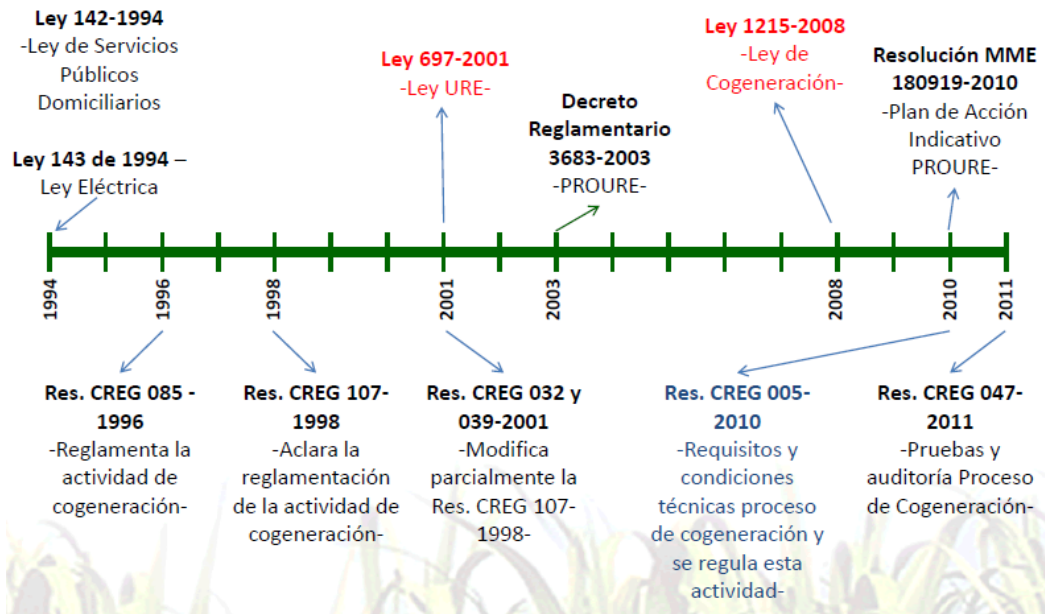 Ley 142-1994
-Ley de Servicios
Públicos
Domiciliarios
Ley 143 de 1994 –
Ley Eléctrica
Ley 697-2001
-Ley URE-
Decreto
Reglamentario
3683-2003
-PROURE-
Ley 1215-2008
-Ley de
Cogeneración-
Resolución MME
180919-2010
-Plan de Acción
Indicativo
PROURE-
1994
1996
1998
2001
2003
2008
2010
2011
Res. CREG 085 -
1996
-Reglamenta la
actividad de
cogeneración-
Res. CREG 107-
1998
-Aclara la
reglamentación
de la actividad de
cogeneración-
Res. CREG 032 y
039-2001
-Modifica
parcialmente la
Res. CREG 107-
1998-
Res. CREG 005-
2010
-Requisitos y
condiciones
técnicas proceso
de cogeneración y
se regula esta
actividad-
Res. CREG 047-
2011
-Pruebas y
auditoría Proceso
de Cogeneración-